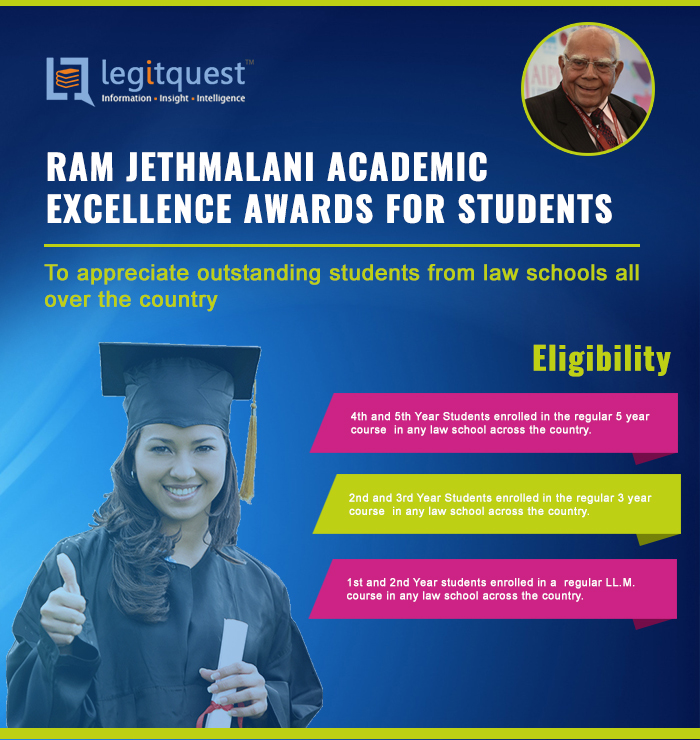 legitquest™
Information • Insight • Intelligence
RAM JETHMALANI ACADEMIC
EXCELLENCE AWARDS FOR STUDENTS
To appreciate outstanding students from law schools all
over the country
Eligibility
4th and 5th Year Students enrolled in the regular 5 year
course in any law school across the country.
2nd and 3rd Year Students enrolled in the regular 3 year
course in any law school across the country.
1st and 2nd Year students enrolled in a regular LL.M.
course in any law school across the country.